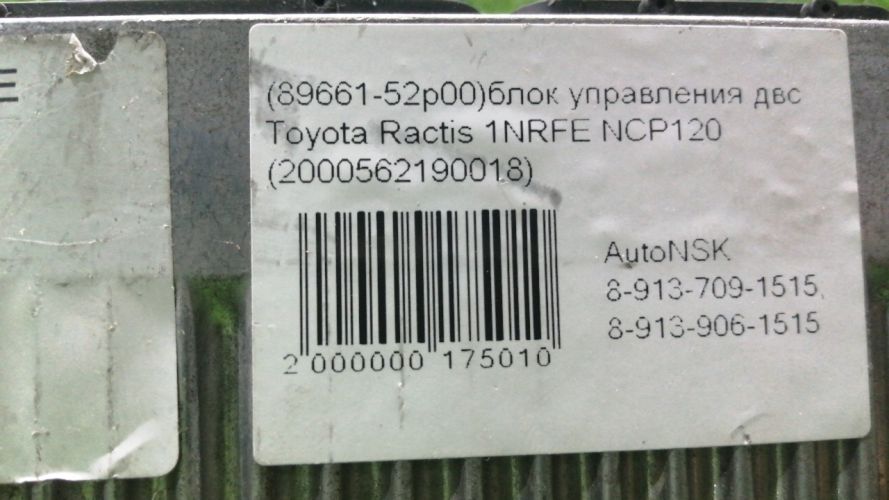 (89661-52p00)блок управления двс
Toyota Ractis 1NRFE NCP120
(2000562190018)
AutoNSK
8-913-709-1515,
8-913-906-1515
2 000000 175010